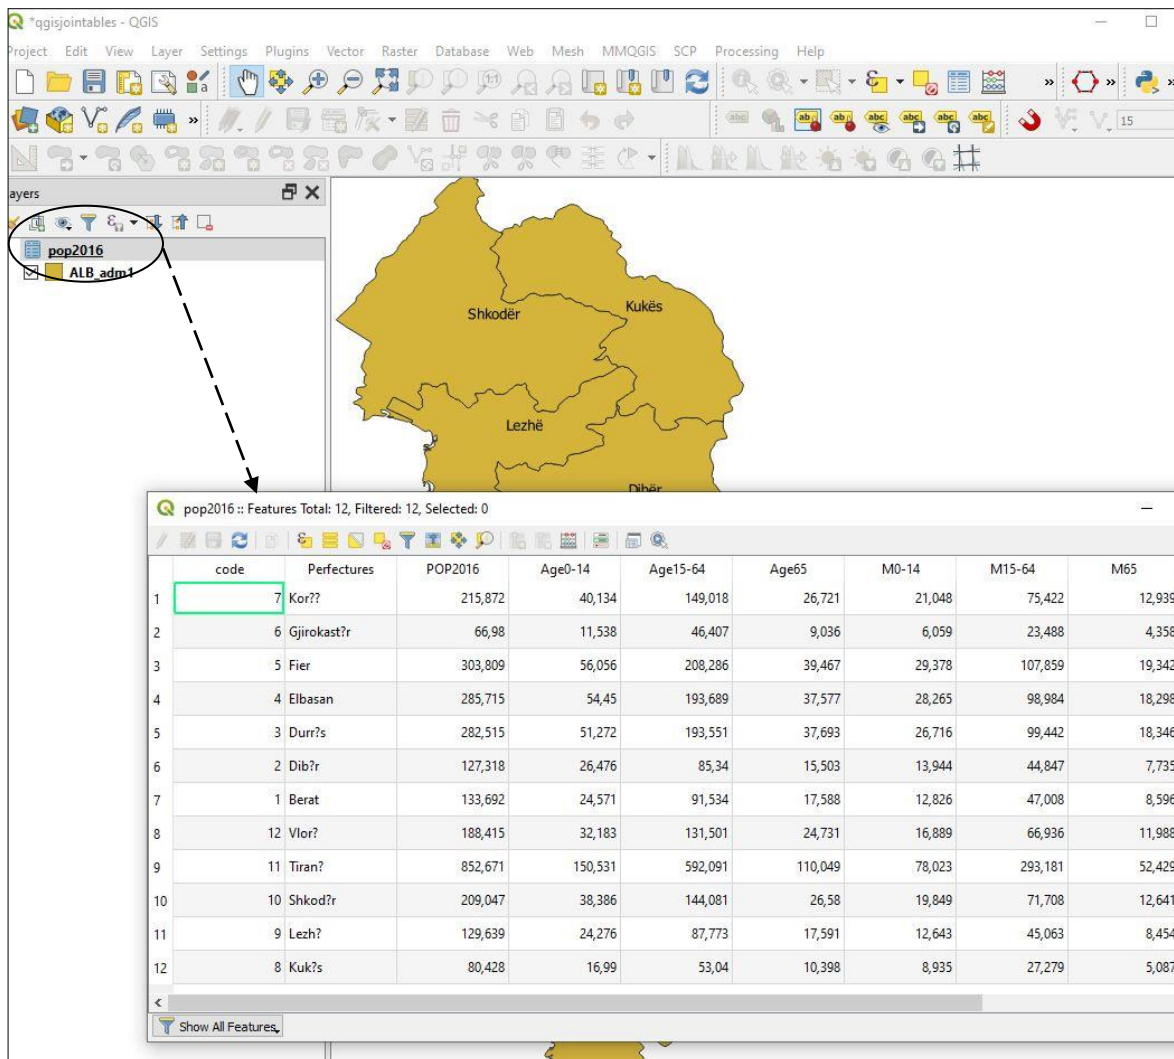 *qgisjointables - QGIS
Project Edit View Layer Settings Plugins Vector Raster Database Web Mesh MMQGIS SCP Processing Help
15
ayers
pop2016
ALB_adm1
Shkodër
Kukës
Lezhë
Dibër
pop2016 :: Features Total: 12, Filtered: 12, Selected: 0
code Perfectures POP2016 Age0-14 Age15-64 Age65 M0-14 M15-64 M65
1 7 Kor?? 215,872 40,134 149,018 26,721 21,048 75,422 12,939
2 6 Gjirokast?r 66,98 11,538 46,407 9,036 6,059 23,488 4,358
3 5 Fier 303,809 56,056 208,286 39,467 29,378 107,859 19,342
4 4 Elbasan 285,715 54,45 193,689 37,577 28,265 98,984 18,298
5 3 Durr?s 282,515 51,272 193,551 37,693 26,716 99,442 18,346
6 2 Dib?r 127,318 26,476 85,34 15,503 13,944 44,847 7,735
7 1 Berat 133,692 24,571 91,534 17,588 12,826 47,008 8,596
8 12 Vlor? 188,415 32,183 131,501 24,731 16,889 66,936 11,988
9 11 Tiran? 852,671 150,531 592,091 110,049 78,023 293,181 52,429
10 10 Shkod?r 209,047 38,386 144,081 26,58 19,849 71,708 12,641
11 9 Lezh? 129,639 24,276 87,773 17,591 12,643 45,063 8,454
12 8 Kuk?s 80,428 16,99 53,04 10,398 8,935 27,279 5,087
Show All Features